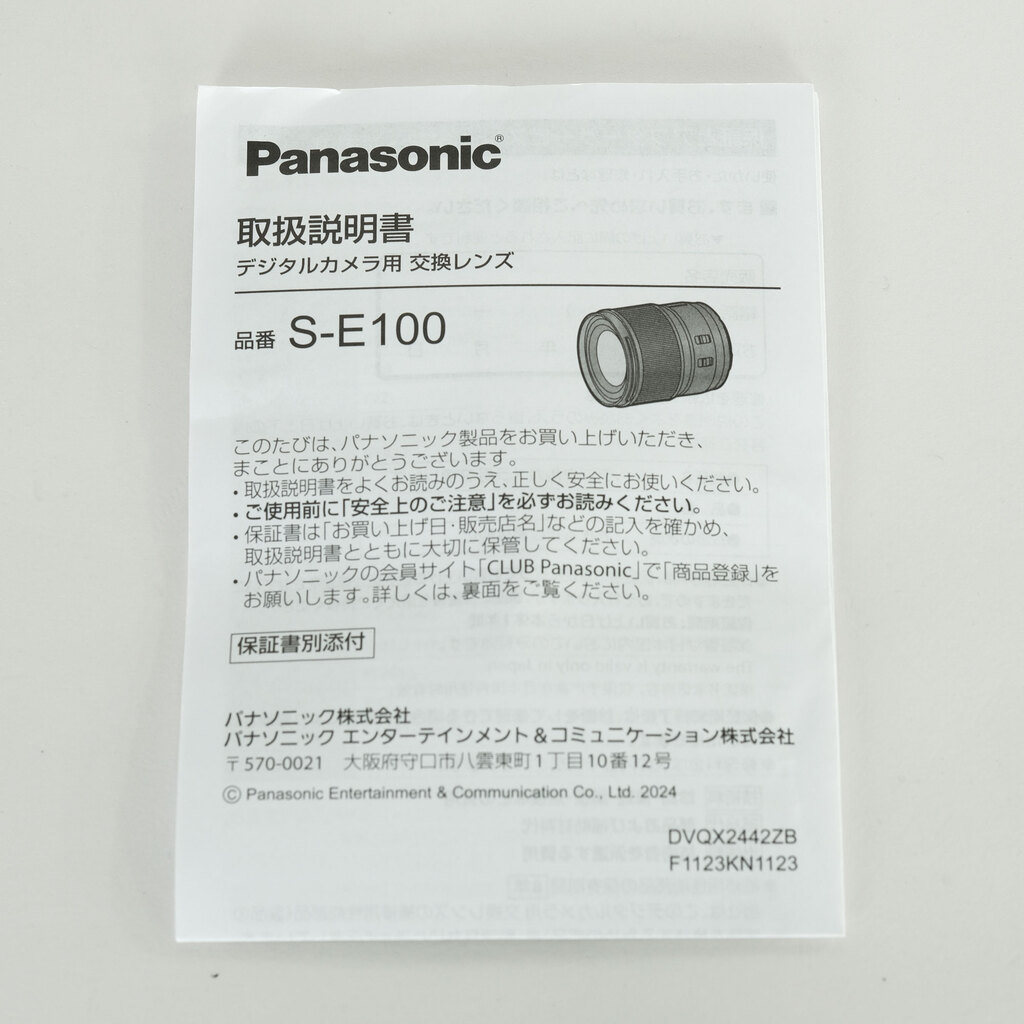 Panasonic®
取扱説明書
デジタルカメラ用 交換レンズ
品番 S-E100
このたびは、パナソニック製品をお買い上げいただき、
まことにありがとうございます。
・取扱説明書をよくお読みのうえ、正しく安全にお使いください。
・ご使用前に「安全上のご注意」を必ずお読みください。
・保証書は「お買い上げ日・販売店名」などの記入を確かめ、
取扱説明書とともに大切に保管してください。
・パナソニックの会員サイト「CLUB Panasonic」で「商品登録」を
お願いします。詳しくは、裏面をご覧ください。
保証書別添付
パナソニック株式会社
パナソニック エンターテインメント＆コミュニケーション株式会社
〒570-0021 大阪府守口市八雲東町1丁目10番12号
© Panasonic Entertainment & Communication Co., Ltd. 2024
DVQX2442ZB
F1123KN1123